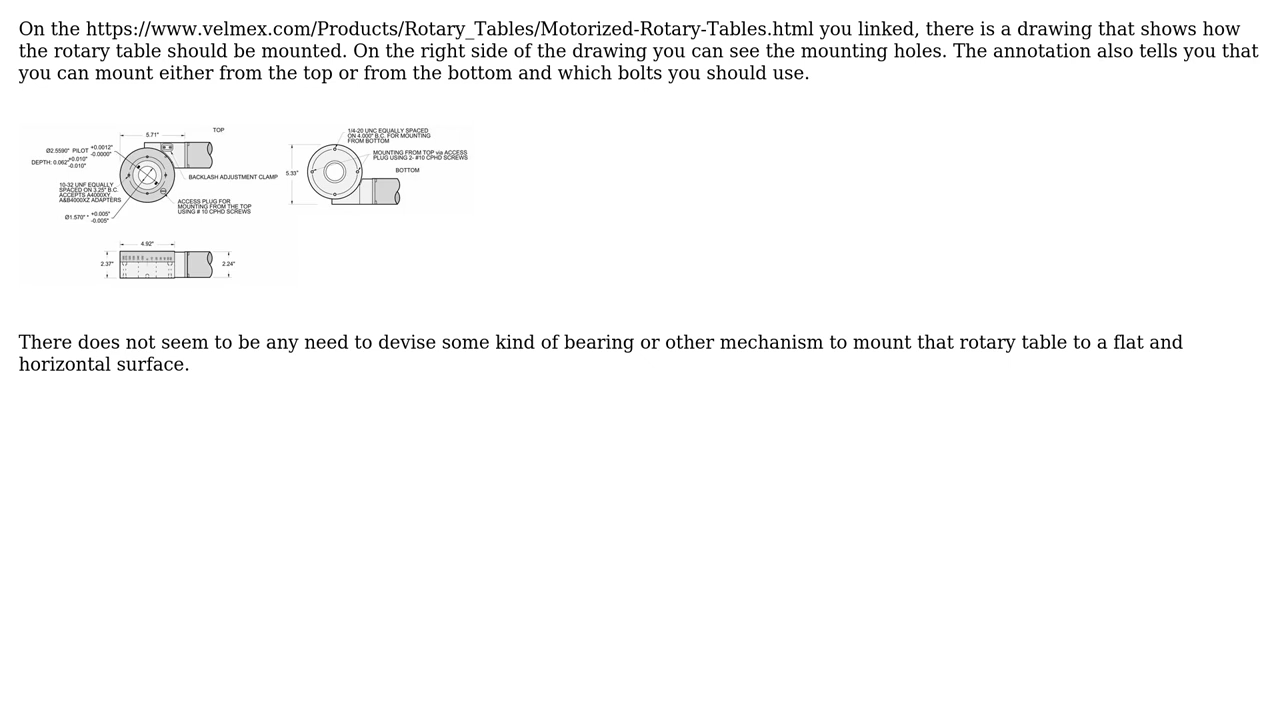 On the https://www.velmex.com/Products/Rotary_Tables/Motorized-Rotary-Tables.html you linked, there is a drawing that shows how
the rotary table should be mounted. On the right side of the drawing you can see the mounting holes. The annotation also tells you that
you can mount either from the top or from the bottom and which bolts you should use.
TOP
5.71"
Ø2.5590" PILOT +0.0012"
-0.0000"
DEPTH: 0.062" +0.010"
-0.010"
BACKLASH ADJUSTMENT CLAMP
10-32 UNF EQUALLY
SPACED ON 3.25" B.C.
ACCEPTS A4000XY,
A&B4000XZ ADAPTERS
ACCESS PLUG FOR
MOUNTING FROM THE TOP
USING # 10 CPHD SCREWS
Ø1.570" +0.005"
-0.005"
1/4-20 UNC EQUALLY SPACED
ON 4.000" B.C. FOR MOUNTING
FROM BOTTOM
MOUNTING FROM TOP via ACCESS
PLUG USING 2- #10 CPHD SCREWS
BOTTOM
5.33"
4.92"
2.37"
2.24"
There does not seem to be any need to devise some kind of bearing or other mechanism to mount that rotary table to a flat and
horizontal surface.